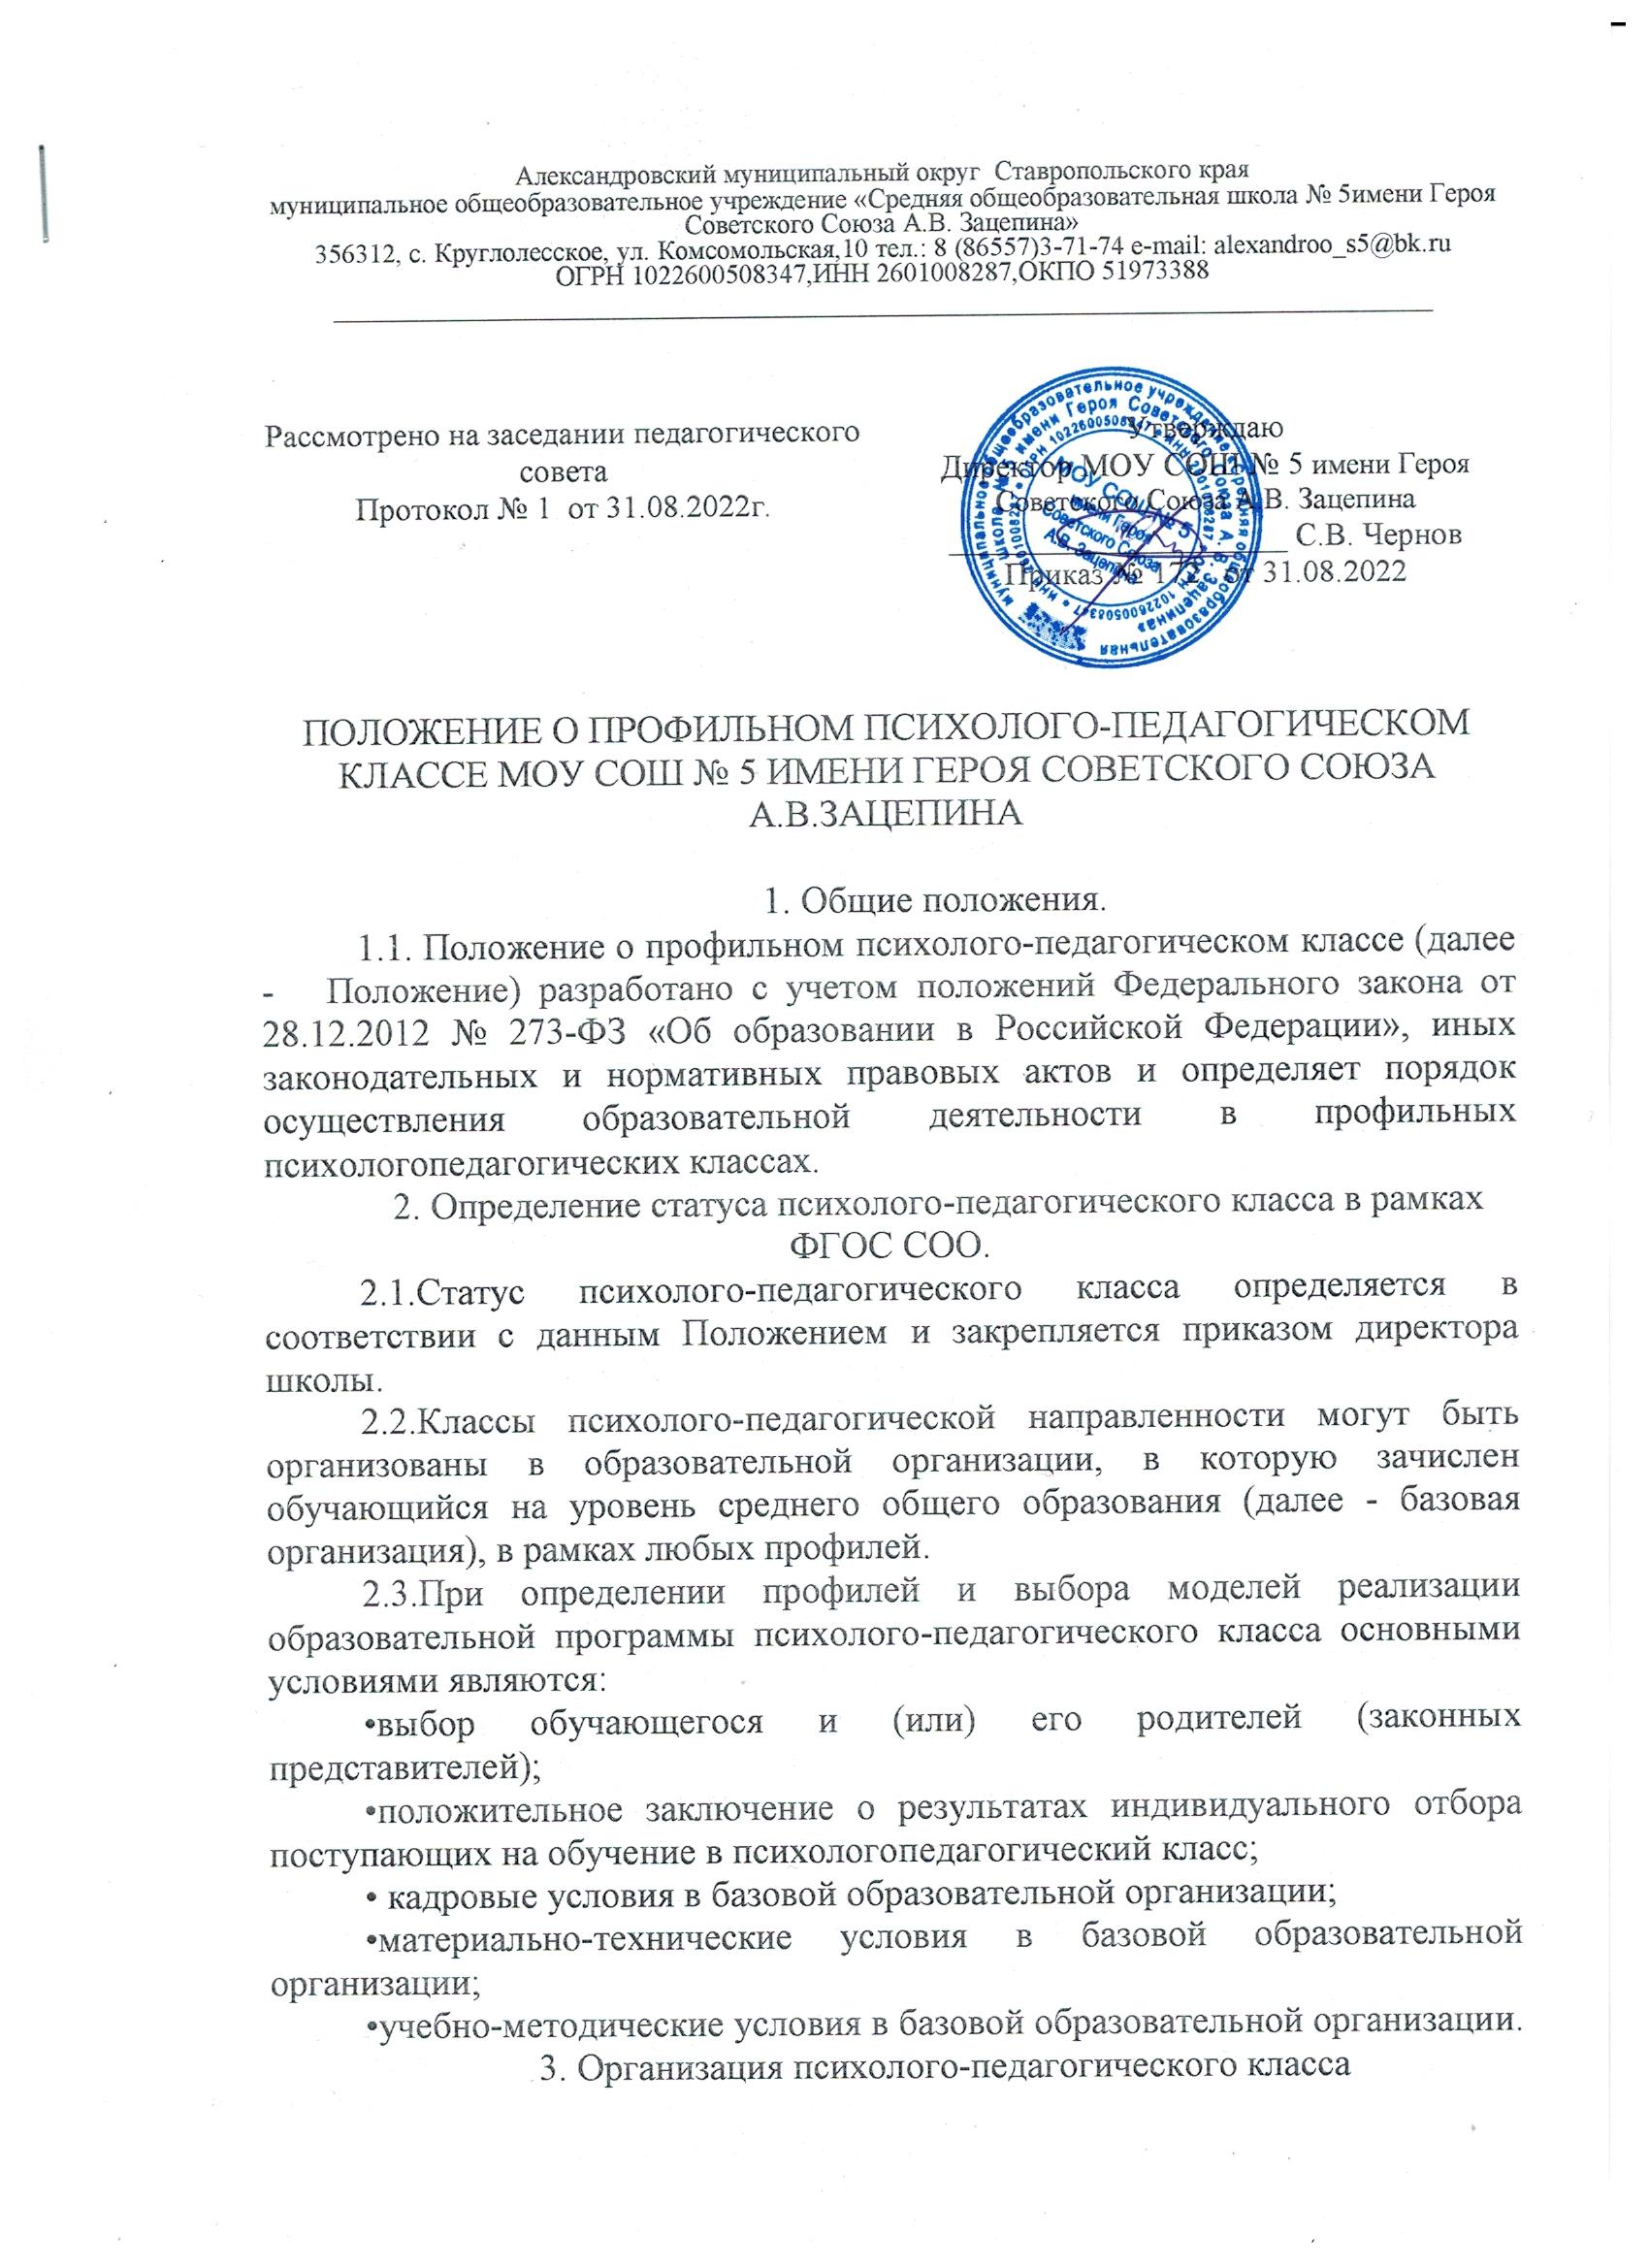 Александровский муниципальный округ  Ставропольского края
муниципальное общеобразовательное учреждение «Средняя общеобразовательная школа № 5имени Героя
Советского Союза А.В. Зацепина»
356312, с. Круглолесское, ул. Комсомольская,10 тел.: 8 (86557)3-71-74 e-mail: alexandroo_s5@bk.ru
ОГРН 1022600508347,ИНН 2601008287,ОКПО 51973388
Рассмотрено на заседании педагогического
совета
Протокол № 1  от 31.08.2022г.
Утверждаю
Директор МОУ СОШ № 5 имени Героя
Советского Союза А.В. Зацепина
С.В. Чернов
Приказ № 172  от 31.08.2022
МОУ СОШ № 5
имени Героя
Советского Союза
А.В. Зацепина
ПОЛОЖЕНИЕ О ПРОФИЛЬНОМ ПСИХОЛОГО-ПЕДАГОГИЧЕСКОМ
КЛАССЕ МОУ СОШ № 5 ИМЕНИ ГЕРОЯ СОВЕТСКОГО СОЮЗА
А.В.ЗАЦЕПИНА
1. Общие положения.
1.1. Положение о профильном психолого-педагогическом классе (далее
- Положение) разработано с учетом положений Федерального закона от
28.12.2012 № 273-ФЗ «Об образовании в Российской Федерации», иных
законодательных и нормативных правовых актов и определяет порядок
осуществления образовательной деятельности в профильных
психологопедагогических классах.
2. Определение статуса психолого-педагогического класса в рамках
ФГОС СОО.
2.1.Статус психолого-педагогического класса определяется в
соответствии с данным Положением и закрепляется приказом директора
школы.
2.2.Классы психолого-педагогической направленности могут быть
организованы в образовательной организации, в которую зачислен
обучающийся на уровень среднего общего образования (далее - базовая
организация), в рамках любых профилей.
2.3.При определении профилей и выбора моделей реализации
образовательной программы психолого-педагогического класса основными
условиями являются:
•выбор обучающегося и (или) его родителей (законных
представителей);
•положительное заключение о результатах индивидуального отбора
поступающих на обучение в психологопедагогический класс;
• кадровые условия в базовой образовательной организации;
•материально-технические условия в базовой образовательной
организации;
•учебно-методические условия в базовой образовательной организации.
3. Организация психолого-педагогического класса